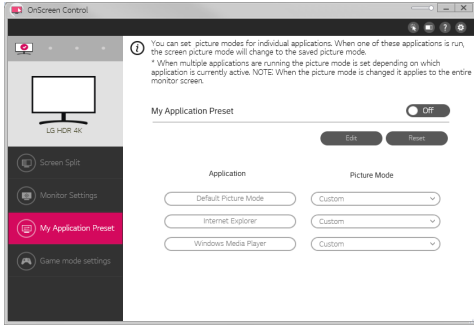 OnScreen Control
You can set picture modes for individual applications. When one of these applications is run,
the screen picture mode will change to the saved picture mode.
* When multiple applications are running the picture mode is set depending on which
application is currently active. NOTE: When the picture mode is changed it applies to the entire
monitor screen.
LG HDR 4K
My Application Preset
Off
Edit
Reset
Screen Split
Monitor Settings
My Application Preset
Game mode settings
Application
Picture Mode
Default Picture Mode
Custom
Internet Explorer
Custom
Windows Media Player
Custom